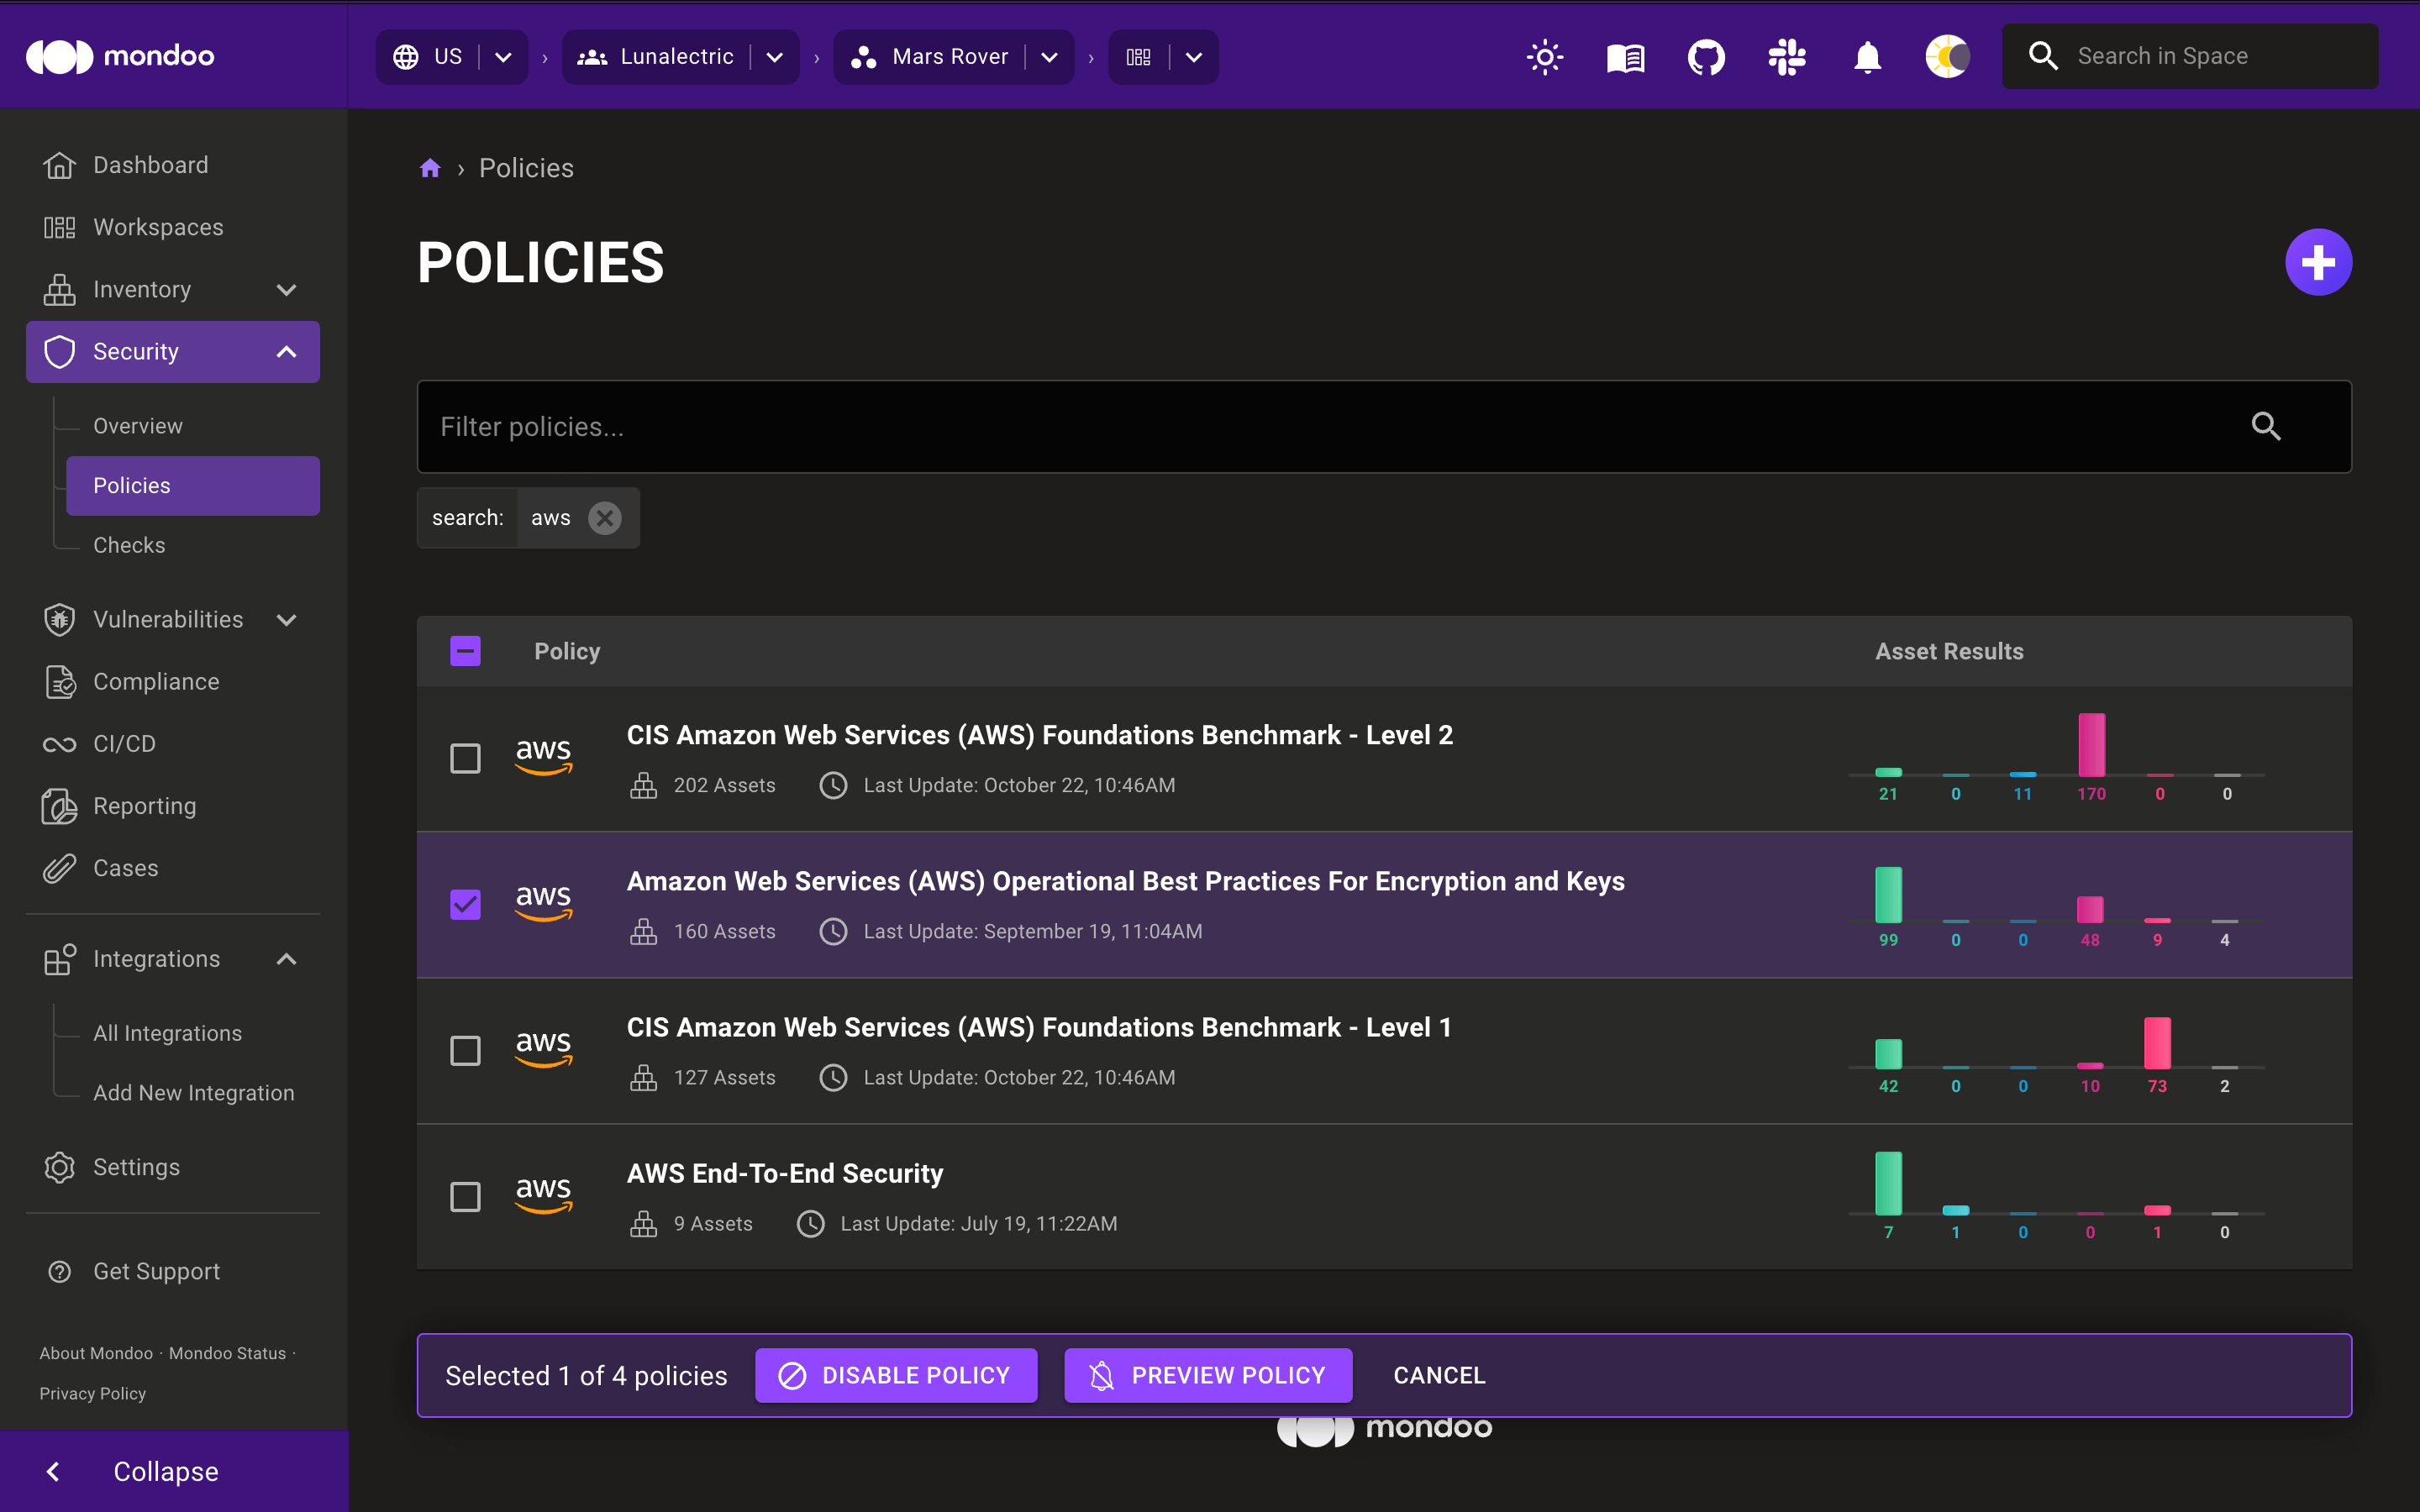 mondoo
US
Lunalectric
Mars Rover
Search in Space
Dashboard
Workspaces
Inventory
Security
Overview
Policies
Checks
Vulnerabilities
Compliance
CI/CD
Reporting
Cases
Integrations
All Integrations
Add New Integration
Settings
Get Support
About Mondoo · Mondoo Status ·
Privacy Policy
Collapse
› Policies
POLICIES
Filter policies...
search: aws
Policy Asset Results
aws
CIS Amazon Web Services (AWS) Foundations Benchmark - Level 2
202 Assets Last Update: October 22, 10:46AM
21 0 11 170 0 0
aws
Amazon Web Services (AWS) Operational Best Practices For Encryption and Keys
160 Assets Last Update: September 19, 11:04AM
99 0 0 48 9 4
aws
CIS Amazon Web Services (AWS) Foundations Benchmark - Level 1
127 Assets Last Update: October 22, 10:46AM
42 0 0 10 73 2
aws
AWS End-To-End Security
9 Assets Last Update: July 19, 11:22AM
7 1 0 0 1 0
Selected 1 of 4 policies DISABLE POLICY PREVIEW POLICY CANCEL
mondoo